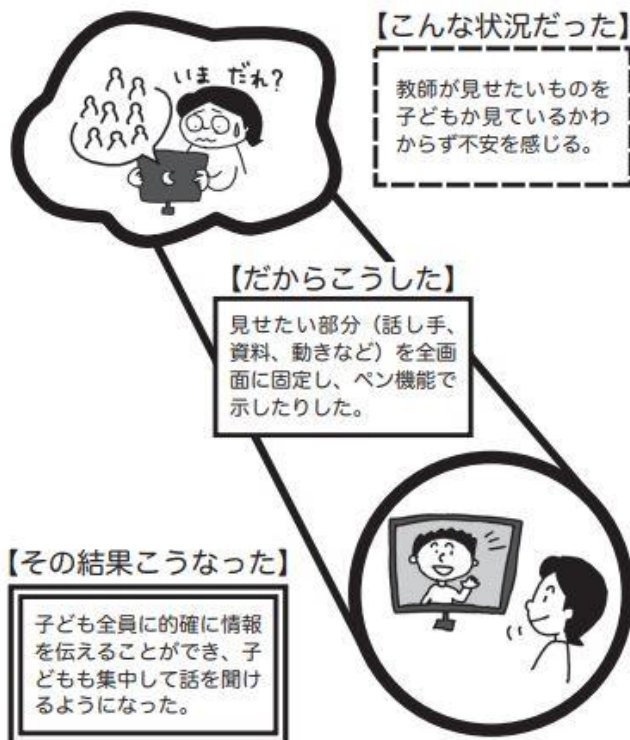 【こんな状況だった】
いま だれ?
教師が見せたいものを
子どもか見ているかわ
からず不安を感じる。
【だからこうした】
見せたい部分（話し手、
資料、動きなど）を全画
面に固定し、ペン機能で
示したりした。
【その結果こうなった】
子ども全員に的確に情報
を伝えることができ、子
どもも集中して話を聞け
るようになった。